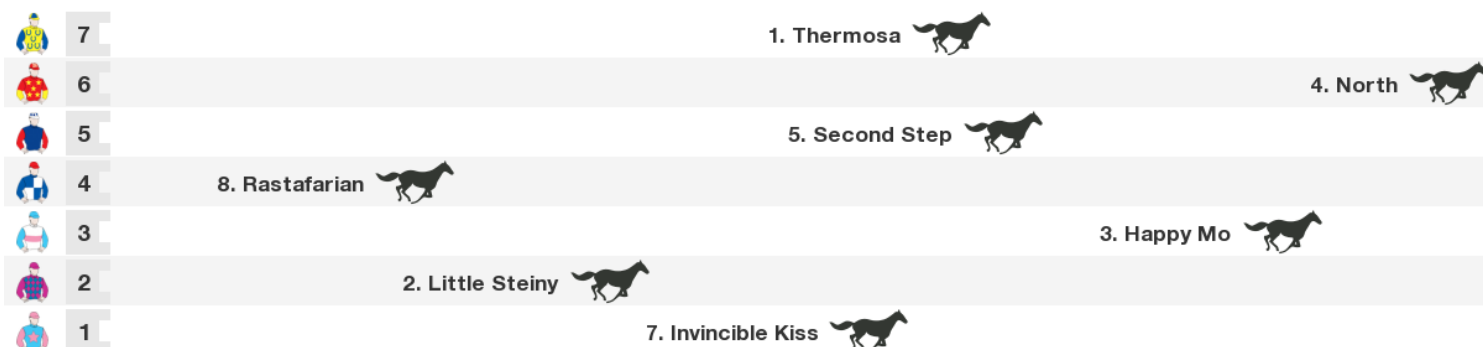 7 1. Thermosa
6 4. North
5 5. Second Step
4 8. Rastafarian
3 3. Happy Mo
2 2. Little Steiny
1 7. Invincible Kiss